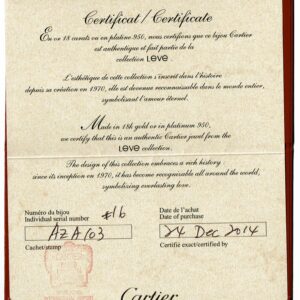 Certificat / Certificate
En or 18 carats ou en platine 950, nous certifions que ce bijou Cartier
est authentique et fait partie de la
collection LOVE.
L'esthétique de cette collection s'inscrit dans l'histoire
depuis sa création en 1970, elle est devenue reconnaissable dans le monde entier,
symbolisant l'amour éternel.
Made in 18k gold or in platinum 950,
we certify that this is an authentic Cartier jewel from the
LOVE collection.
The design of this collection embraces a rich history
since its inception in 1970, it has become recognisable all around the world,
symbolizing everlasting love.
Numéro du bijou
Individual serial number
#16
AZA103
Date de l'achat
Date of purchase
24 Dec 2014
Cachet/stamp
Certifié exact/certified by
Cartier